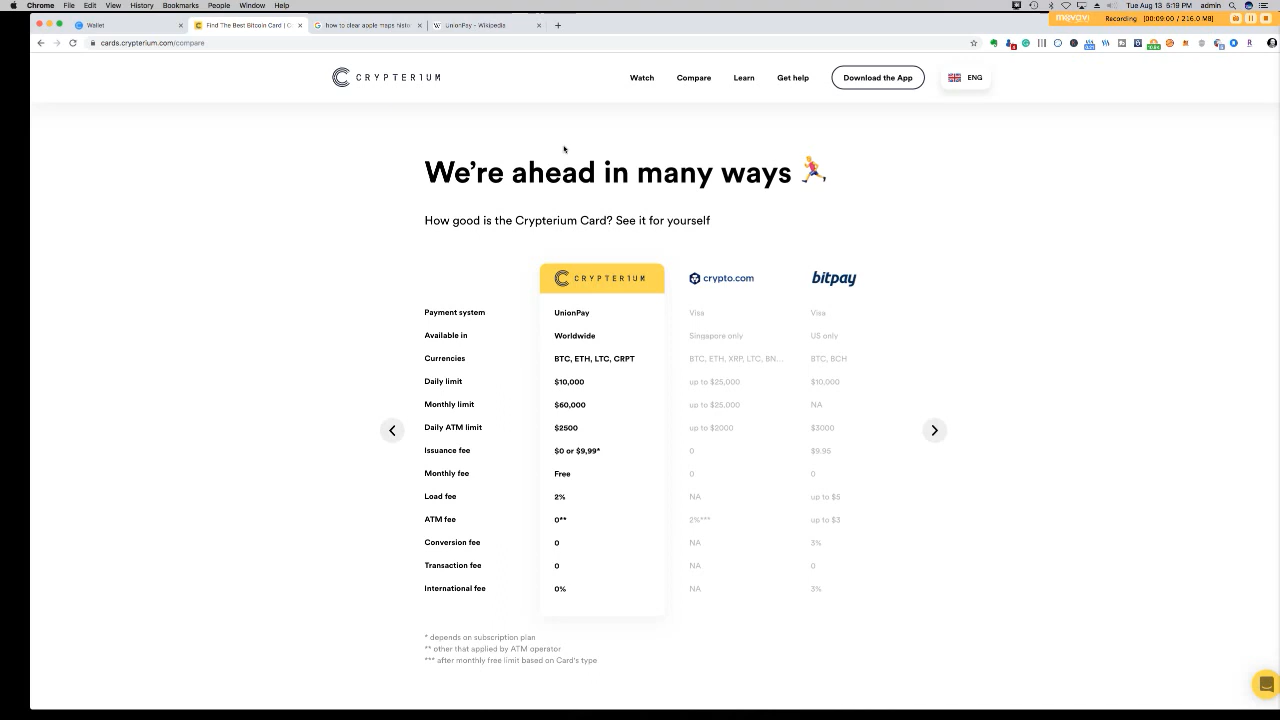 Chrome File Edit View History Bookmarks People Window Help
Tue Aug 13 5:19 PM admin
movavi Recording [00:09:00 / 216.0 MB]
Wallet
Find The Best Bitcoin Card | C
how to clear apple maps histo
UnionPay - Wikipedia
cards.crypterium.com/compare
CRYPTERIUM
Watch Compare Learn Get help Download the App ENG
We’re ahead in many ways
How good is the Crypterium Card? See it for yourself
CRYPTERIUM crypto.com bitpay
Payment system UnionPay Visa Visa
Available in Worldwide Singapore only US only
Currencies BTC, ETH, LTC, CRPT BTC, ETH, XRP, LTC, BN... BTC, BCH
Daily limit $10,000 up to $25,000 $10,000
Monthly limit $60,000 up to $25.000 NA
Daily ATM limit $2500 up to $2000 $3000
Issuance fee $0 or $9,99* 0 $9.95
Monthly fee Free 0 0
Load fee 2% NA up to $5
ATM fee 0** 2%*** up to $3
Conversion fee 0 NA 3%
Transaction fee 0 NA 0
International fee 0% NA 3%
* depends on subscription plan
** other that applied by ATM operator
*** after monthly free limit based on Card's type